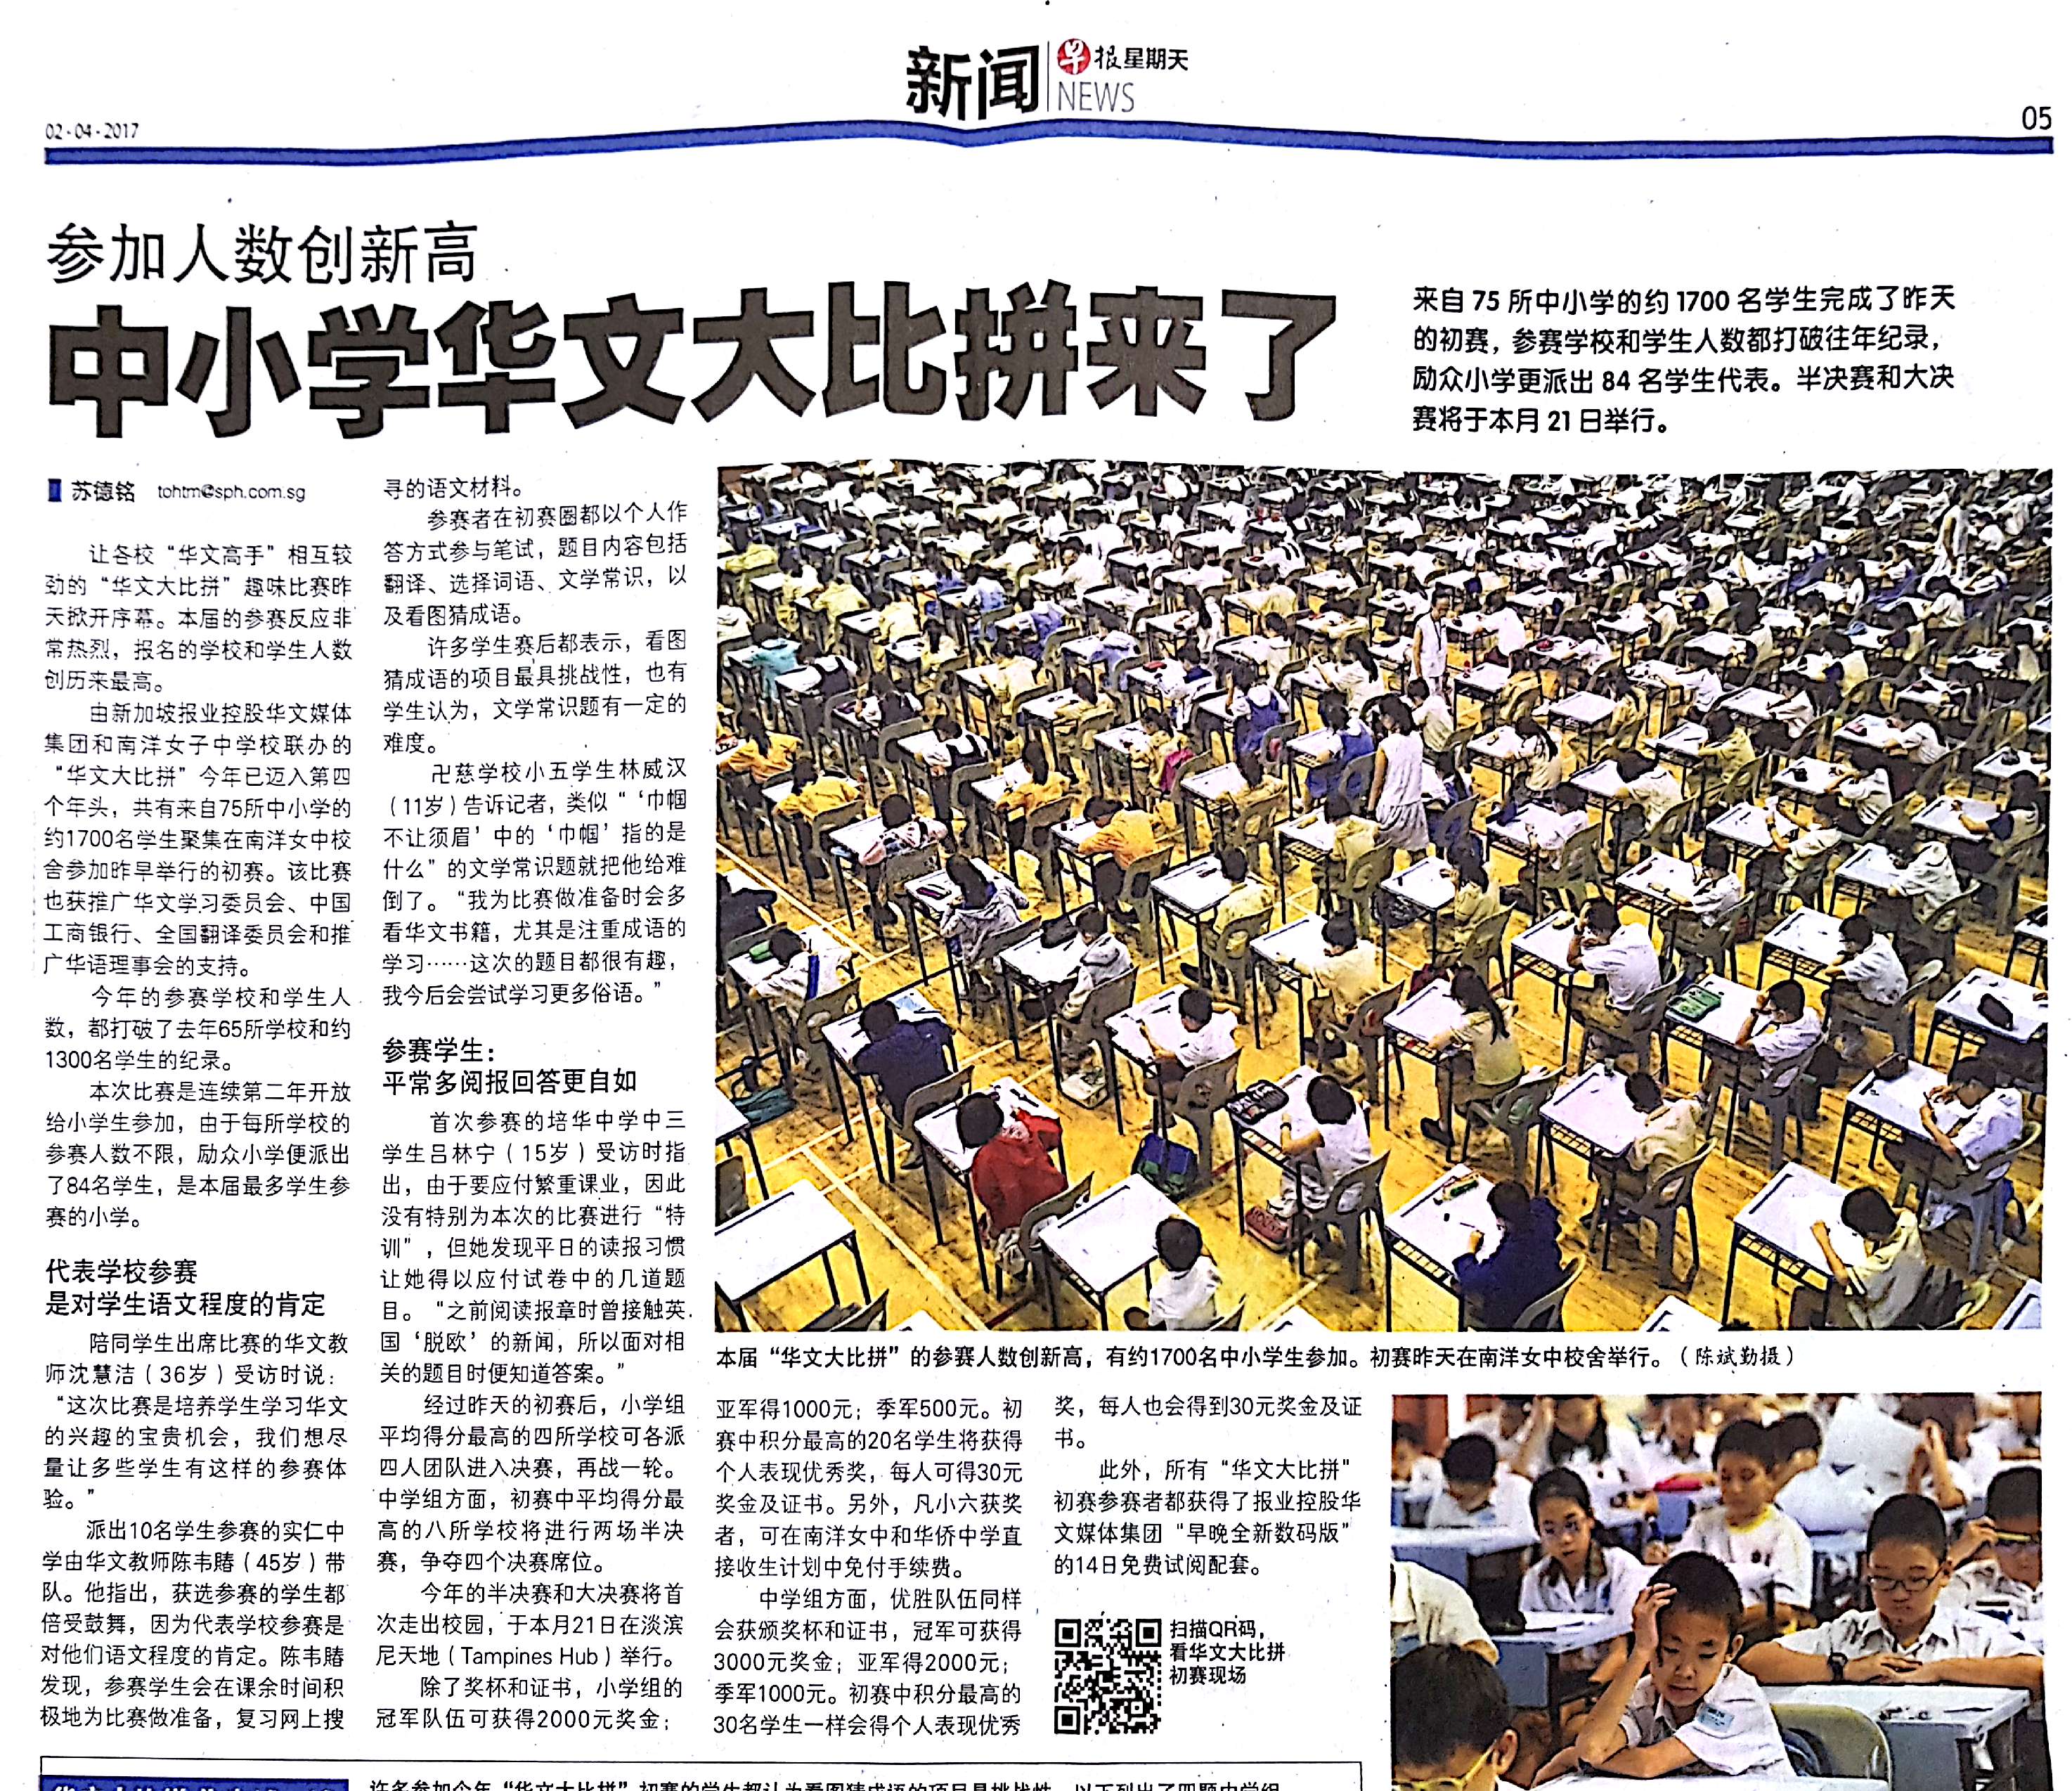 新闻
早报星期天
NEWS
02-04-2017
05
参加人数创新高
中小学华文大比拼来了
来自 75 所中小学的约 1700 名学生完成了昨天
的初赛，参赛学校和学生人数都打破往年纪录，
励众小学更派出 84 名学生代表。半决赛和大决
赛将于本月 21 日举行。
苏德铭 tohtm@sph.com.sg
让各校“华文高手”相互较
劲的“华文大比拼”趣味比赛昨
天掀开序幕。本届的参赛反应非
常热烈，报名的学校和学生人数
创历来最高。
由新加坡报业控股华文媒体
集团和南洋女子中学校联办的
“华文大比拼”今年已迈入第四
个年头，共有来自75所中小学的
约1700名学生聚集在南洋女中校
舍参加昨早举行的初赛。该比赛
也获推广华文学习委员会、中国
工商银行、全国翻译委员会和推
广华语理事会的支持。
今年的参赛学校和学生人
数，都打破了去年65所学校和约
1300名学生的纪录。
本次比赛是连续第二年开放
给小学生参加，由于每所学校的
参赛人数不限，励众小学便派出
了84名学生，是本届最多学生参
赛的小学。
代表学校参赛
是对学生语文程度的肯定
陪同学生出席比赛的华文教
师沈慧洁（36岁）受访时说：
“这次比赛是培养学生学习华文
的兴趣的宝贵机会，我们想尽
量让多些学生有这样的参赛体
验。”
派出10名学生参赛的实仁中
学由华文教师陈韦賰（45岁）带
队。他指出，获选参赛的学生都
倍受鼓舞，因为代表学校参赛是
对他们语文程度的肯定。陈韦賰
发现，参赛学生会在课余时间积
极地为比赛做准备，复习网上搜
寻的语文材料。
参赛者在初赛圈都以个人作
答方式参与笔试，题目内容包括
翻译、选择词语、文学常识，以
及看图猜成语。
许多学生赛后都表示，看图
猜成语的项目最具挑战性，也有
学生认为，文学常识题有一定的
难度。
卍慈学校小五学生林威汉
（11岁）告诉记者，类似“‘巾帼
不让须眉’中的‘巾帼’指的是
什么”的文学常识题就把他给难
倒了。“我为比赛做准备时会多
看华文书籍，尤其是注重成语的
学习……这次的题目都很有趣，
我今后会尝试学习更多俗语。”
参赛学生：
平常多阅报回答更自如
首次参赛的培华中学中三
学生吕林宁（15岁）受访时指
出，由于要应付繁重课业，因此
没有特别为本次的比赛进行“特
训”，但她发现平日的读报习惯
让她得以应付试卷中的几道题
目。“之前阅读报章时曾接触英
国‘脱欧’的新闻，所以面对相
关的题目时便知道答案。”
经过昨天的初赛后，小学组
平均得分最高的四所学校可各派
四人团队进入决赛，再战一轮。
中学组方面，初赛中平均得分最
高的八所学校将进行两场半决
赛，争夺四个决赛席位。
今年的半决赛和大决赛将首
次走出校园，于本月21日在淡滨
尼天地（Tampines Hub）举行。
除了奖杯和证书，小学组的
冠军队伍可获得2000元奖金；
本届“华文大比拼”的参赛人数创新高，有约1700名中小学生参加。初赛昨天在南洋女中校舍举行。（陈斌勤摄）
亚军得1000元；季军500元。初
赛中积分最高的20名学生将获得
个人表现优秀奖，每人可得30元
奖金及证书。另外，凡小六获奖
者，可在南洋女中和华侨中学直
接收生计划中免付手续费。
中学组方面，优胜队伍同样
会获颁奖杯和证书，冠军可获得
3000元奖金；亚军得2000元；
季军1000元。初赛中积分最高的
30名学生一样会得个人表现优秀
奖，每人也会得到30元奖金及证
书。
此外，所有“华文大比拼”
初赛参赛者都获得了报业控股华
文媒体集团“早晚全新数码版”
的14日免费试阅配套。
扫描QR码，
看华文大比拼
初赛现场
许多参加今年“华文大比拼”初赛的学生都认为看图猜成语的项目最具挑战性，以下列出了四题中学组